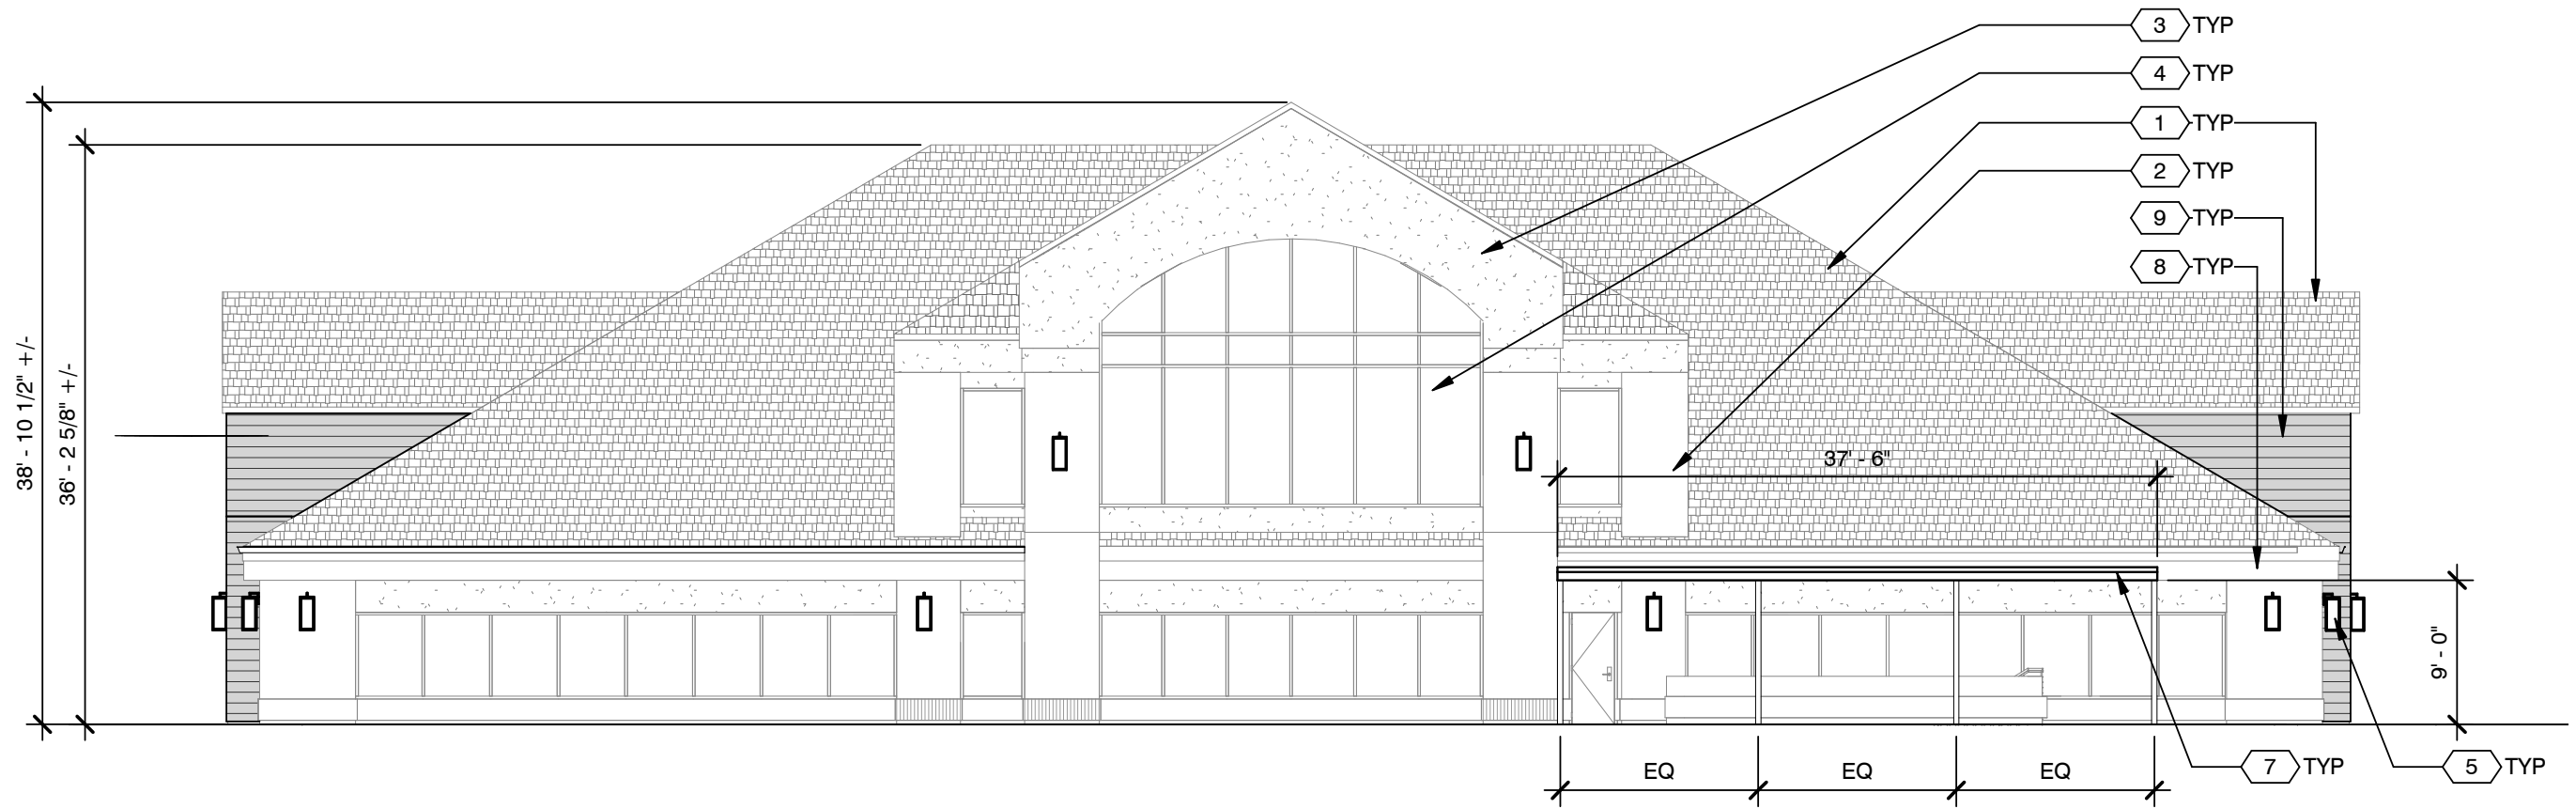 3 TYP
4 TYP
1 TYP
2 TYP
9 TYP
8 TYP
38' - 10 1/2" +/-
36' - 2 5/8" +/-
37' - 6"
9' - 0"
EQ EQ EQ
7 TYP
5 TYP